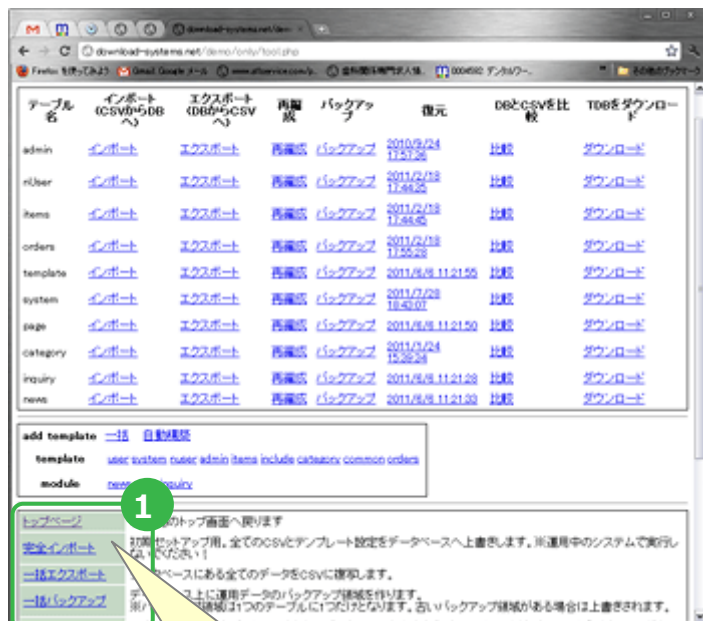 download-systems.net/dem
download-systems.net/demo/only/tool.php
テーブル名 インポート(CSVからDBへ) エクスポート(DBからCSVへ) 再編成 バックアップ 復元 DBとCSVを比較 TDBをダウンロード
admin インポート エクスポート 再編成 バックアップ 2010/9/24 17:57:36 比較 ダウンロード
nUser インポート エクスポート 再編成 バックアップ 2011/2/18 17:44:25 比較 ダウンロード
items インポート エクスポート 再編成 バックアップ 2011/2/18 17:44:45 比較 ダウンロード
orders インポート エクスポート 再編成 バックアップ 2011/2/18 17:55:28 比較 ダウンロード
template インポート エクスポート 再編成 バックアップ 2011/6/6 11:21:55 比較 ダウンロード
system インポート エクスポート 再編成 バックアップ 2011/7/28 18:43:07 比較 ダウンロード
page インポート エクスポート 再編成 バックアップ 2011/6/6 11:21:50 比較 ダウンロード
category インポート エクスポート 再編成 バックアップ 2011/3/24 15:39:24 比較 ダウンロード
inquiry インポート エクスポート 再編成 バックアップ 2011/6/6 11:21:28 比較 ダウンロード
news インポート エクスポート 再編成 バックアップ 2011/6/6 11:21:33 比較 ダウンロード
add template 一括 自動構築
template user system nuser admin items include category common orders
module news inquiry
1
トップページ のトップ画面へ戻ります
完全インポート 初期セットアップ用。全てのCSVとテンプレート設定をデータベースへ上書きします。※運用中のシステムで実行し
ないでください！
一括エクスポート ータベースにある全てのデータをCSVに複写します。
一括バックアップ データ ース上に運用データのバックアップ領域を作ります。
※バ プ領域は1つのテーブルに1つだけとなります。古いバックアップ領域がある場合は上書きされます。